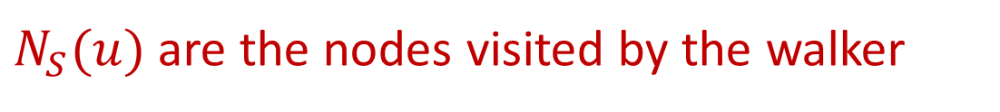 N_S(u) are the nodes visited by the walker